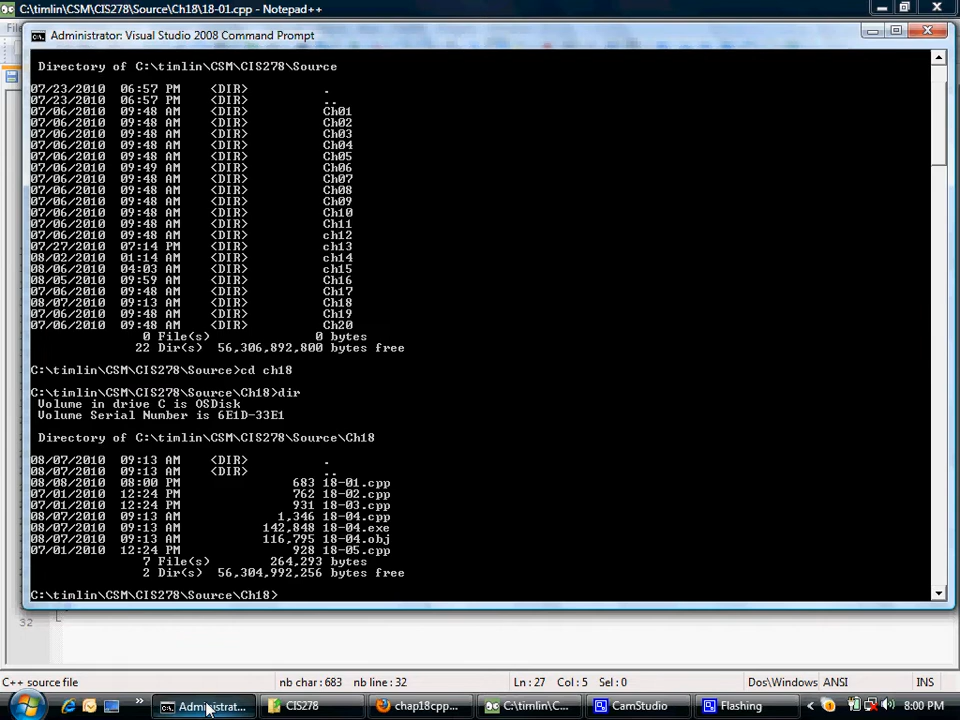 C:\timlin\CSM\CIS278\Source\Ch18\18-01.cpp - Notepad++
Administrator: Visual Studio 2008 Command Prompt
Directory of C:\timlin\CSM\CIS278\Source
07/23/2010  06:57 PM    <DIR>          .
07/23/2010  06:57 PM    <DIR>          ..
07/06/2010  09:48 AM    <DIR>          Ch01
07/06/2010  09:48 AM    <DIR>          Ch02
07/06/2010  09:48 AM    <DIR>          Ch03
07/06/2010  09:48 AM    <DIR>          Ch04
07/06/2010  09:48 AM    <DIR>          Ch05
07/06/2010  09:49 AM    <DIR>          Ch06
07/06/2010  09:48 AM    <DIR>          Ch07
07/06/2010  09:48 AM    <DIR>          Ch08
07/06/2010  09:48 AM    <DIR>          Ch09
07/06/2010  09:48 AM    <DIR>          Ch10
07/06/2010  09:48 AM    <DIR>          Ch11
07/06/2010  09:48 AM    <DIR>          ch12
07/27/2010  07:14 PM    <DIR>          ch13
08/02/2010  01:14 AM    <DIR>          ch14
08/06/2010  04:03 AM    <DIR>          ch15
08/05/2010  09:59 AM    <DIR>          Ch16
07/06/2010  09:48 AM    <DIR>          Ch17
08/07/2010  09:13 AM    <DIR>          Ch18
07/06/2010  09:48 AM    <DIR>          Ch19
07/06/2010  09:48 AM    <DIR>          Ch20
0 File(s)              0 bytes
22 Dir(s)  56,306,892,800 bytes free
C:\timlin\CSM\CIS278\Source>cd ch18
C:\timlin\CSM\CIS278\Source\Ch18>dir
Volume in drive C is OSDisk
Volume Serial Number is 6E1D-33E1
Directory of C:\timlin\CSM\CIS278\Source\Ch18
08/07/2010  09:13 AM    <DIR>          .
08/07/2010  09:13 AM    <DIR>          ..
08/08/2010  08:00 PM               683 18-01.cpp
07/01/2010  12:24 PM               762 18-02.cpp
07/01/2010  12:24 PM               931 18-03.cpp
08/07/2010  09:13 AM             1,346 18-04.cpp
08/07/2010  09:13 AM           142,848 18-04.exe
08/07/2010  09:13 AM           116,795 18-04.obj
07/01/2010  12:24 PM               928 18-05.cpp
7 File(s)        264,293 bytes
2 Dir(s)  56,304,992,256 bytes free
C:\timlin\CSM\CIS278\Source\Ch18>
32
C++ source file nb char : 683 nb line : 32 Ln : 27 Col : 5 Sel : 0 Dos\Windows ANSI INS
Administrat... CIS278 chap18cpp... C:\timlin\C... CamStudio Flashing 8:00 PM